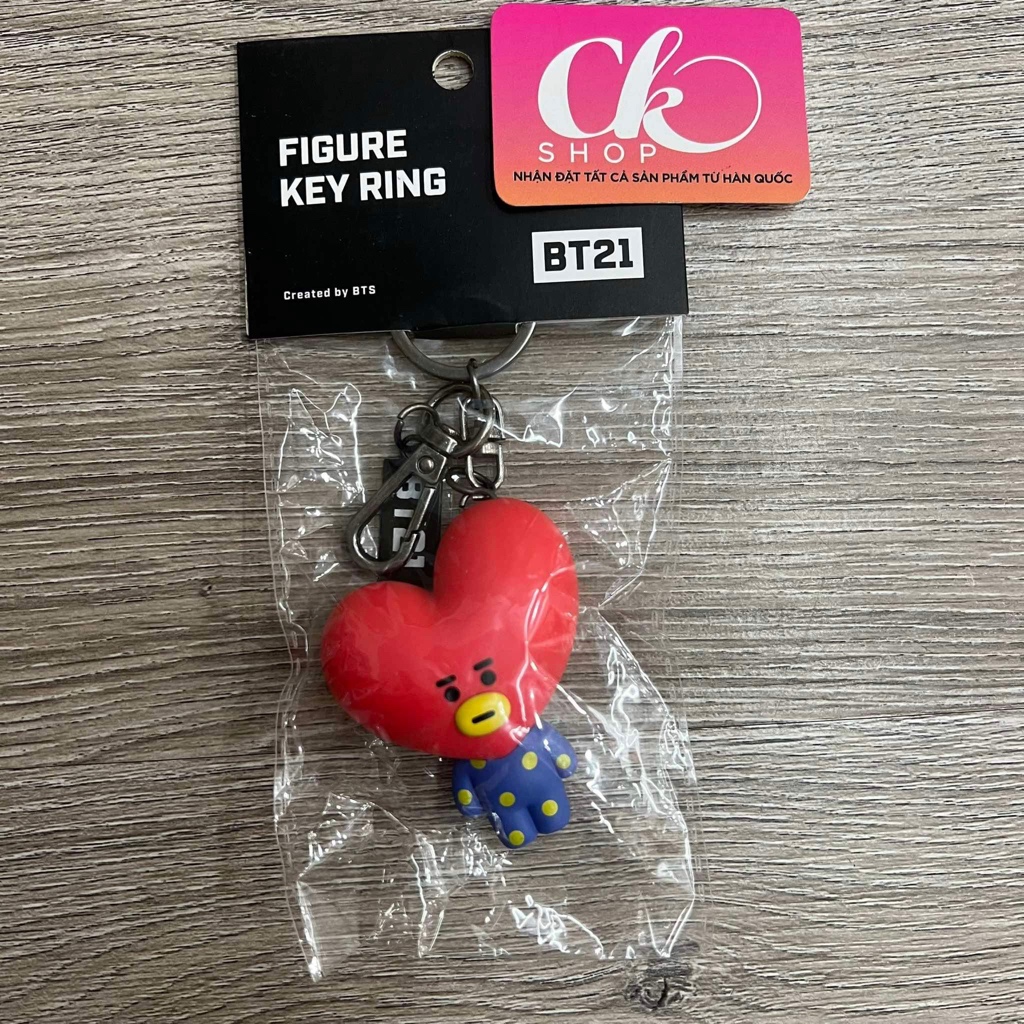 Ck
SHOP
NHẬN ĐẶT TẤT CẢ SẢN PHẨM TỪ HÀN QUỐC
FIGURE
KEY RING
BT21
Created by BTS
BT21